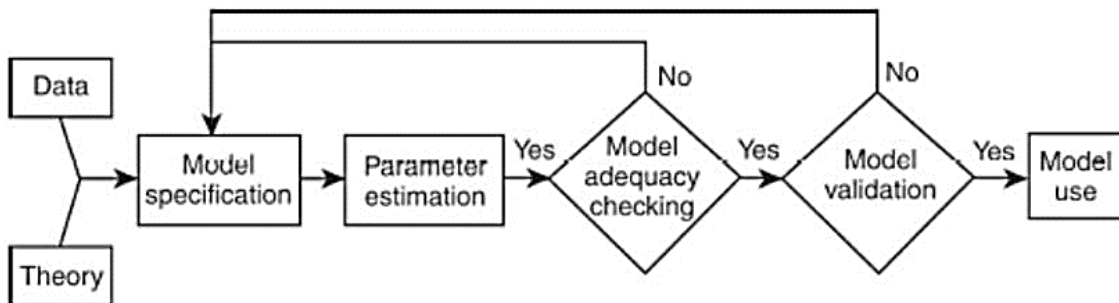 No
No
Data
Model
specification
Parameter
estimation
Yes
Model
adequacy
checking
Yes
Model
validation
Yes
Model
use
Theory